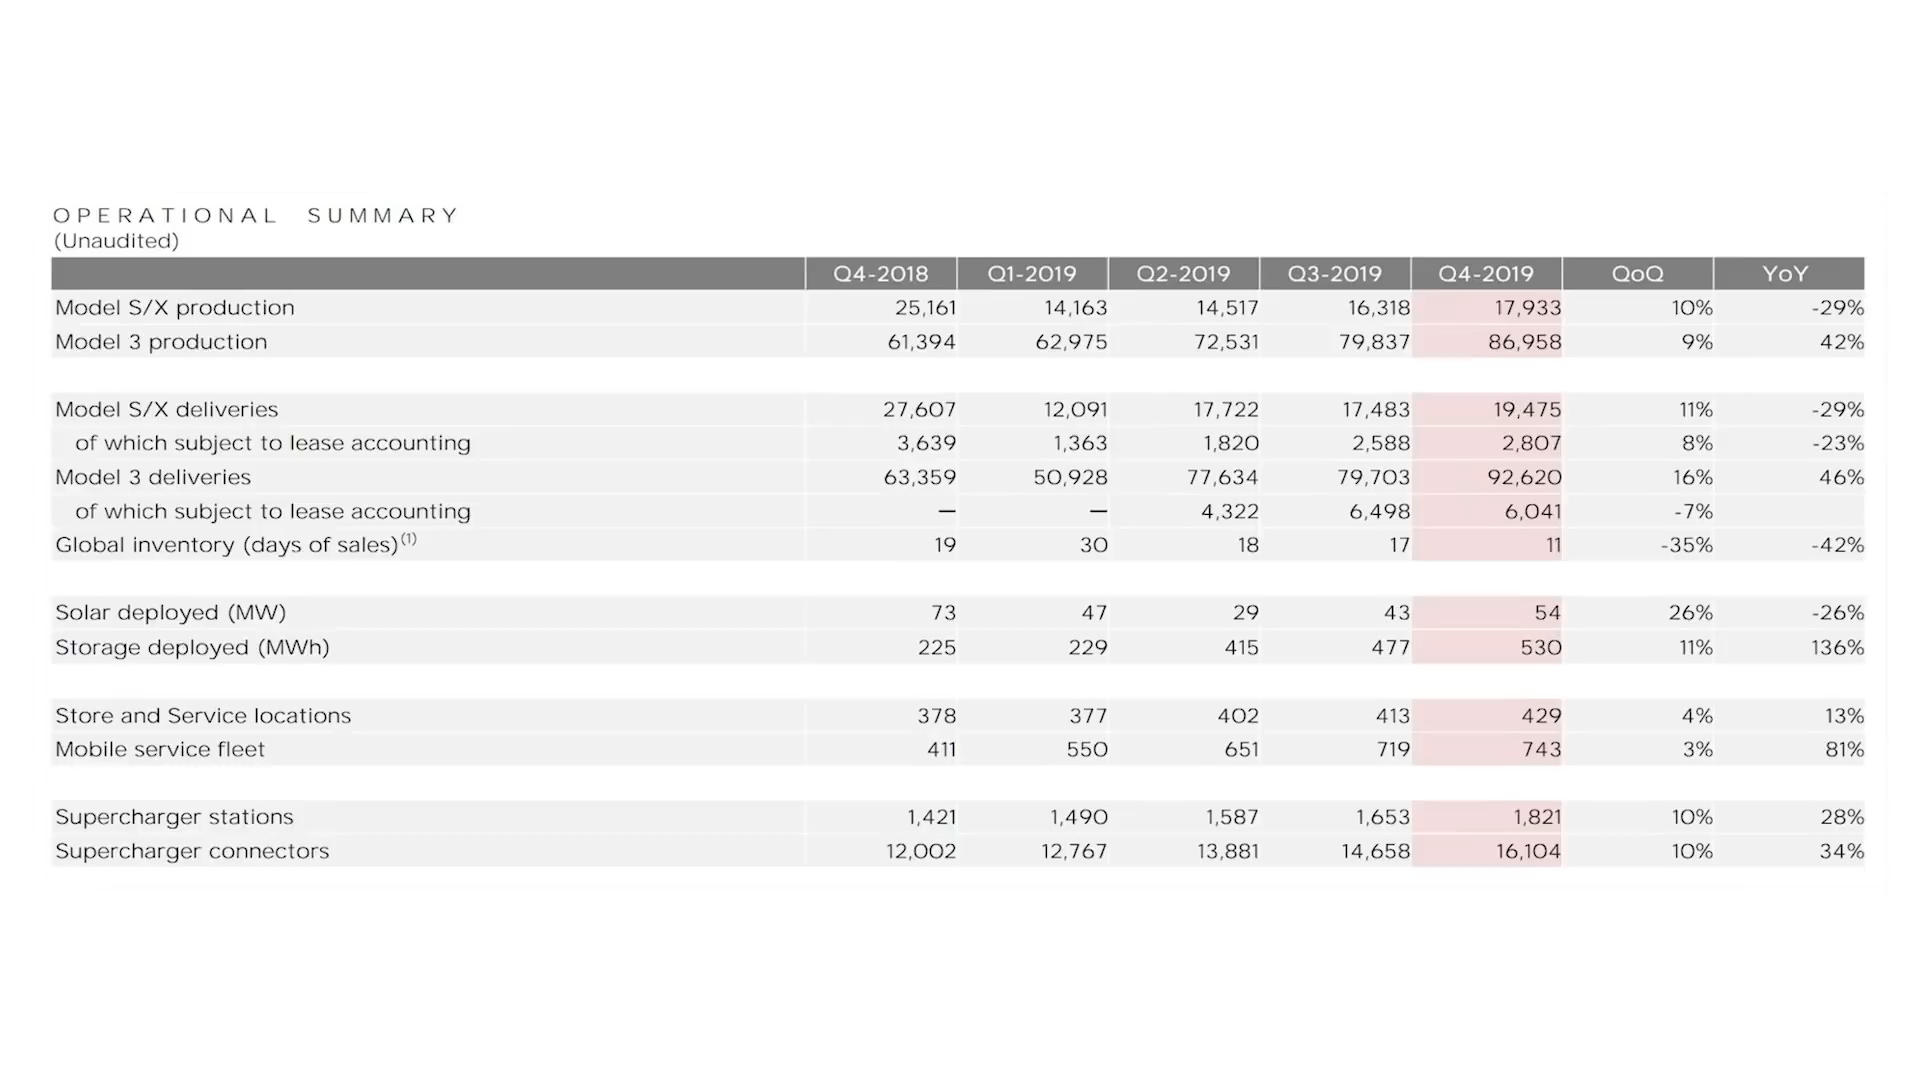 OPERATIONAL SUMMARY
(Unaudited)
Q4-2018 Q1-2019 Q2-2019 Q3-2019 Q4-2019 QoQ YoY
Model S/X production 25,161 14,163 14,517 16,318 17,933 10% -29%
Model 3 production 61,394 62,975 72,531 79,837 86,958 9% 42%
Model S/X deliveries 27,607 12,091 17,722 17,483 19,475 11% -29%
of which subject to lease accounting 3,639 1,363 1,820 2,588 2,807 8% -23%
Model 3 deliveries 63,359 50,928 77,634 79,703 92,620 16% 46%
of which subject to lease accounting — — 4,322 6,498 6,041 -7%
Global inventory (days of sales)(1) 19 30 18 17 11 -35% -42%
Solar deployed (MW) 73 47 29 43 54 26% -26%
Storage deployed (MWh) 225 229 415 477 530 11% 136%
Store and Service locations 378 377 402 413 429 4% 13%
Mobile service fleet 411 550 651 719 743 3% 81%
Supercharger stations 1,421 1,490 1,587 1,653 1,821 10% 28%
Supercharger connectors 12,002 12,767 13,881 14,658 16,104 10% 34%